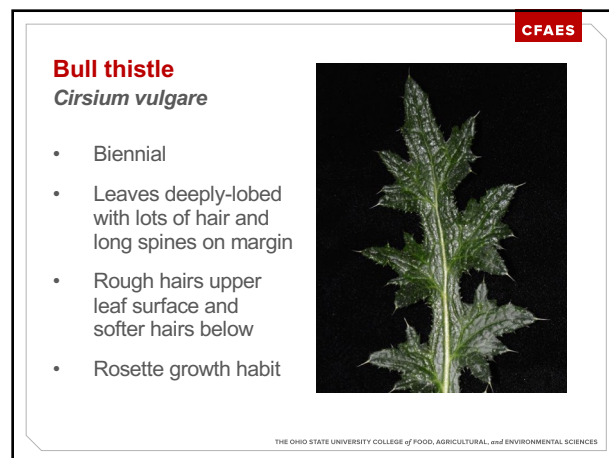 CFAES
Bull thistle
Cirsium vulgare
• Biennial
• Leaves deeply-lobed
with lots of hair and
long spines on margin
• Rough hairs upper
leaf surface and
softer hairs below
• Rosette growth habit
THE OHIO STATE UNIVERSITY COLLEGE of FOOD, AGRICULTURAL, and ENVIRONMENTAL SCIENCES